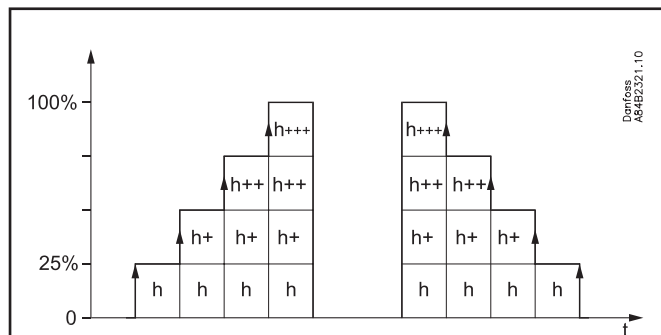 Danfoss
A84B2321.10
100%
h+++ h+++
h++ h++ h++ h++
h+ h+ h+ h+ h+ h+
25%
h h h h h h h h
0
t